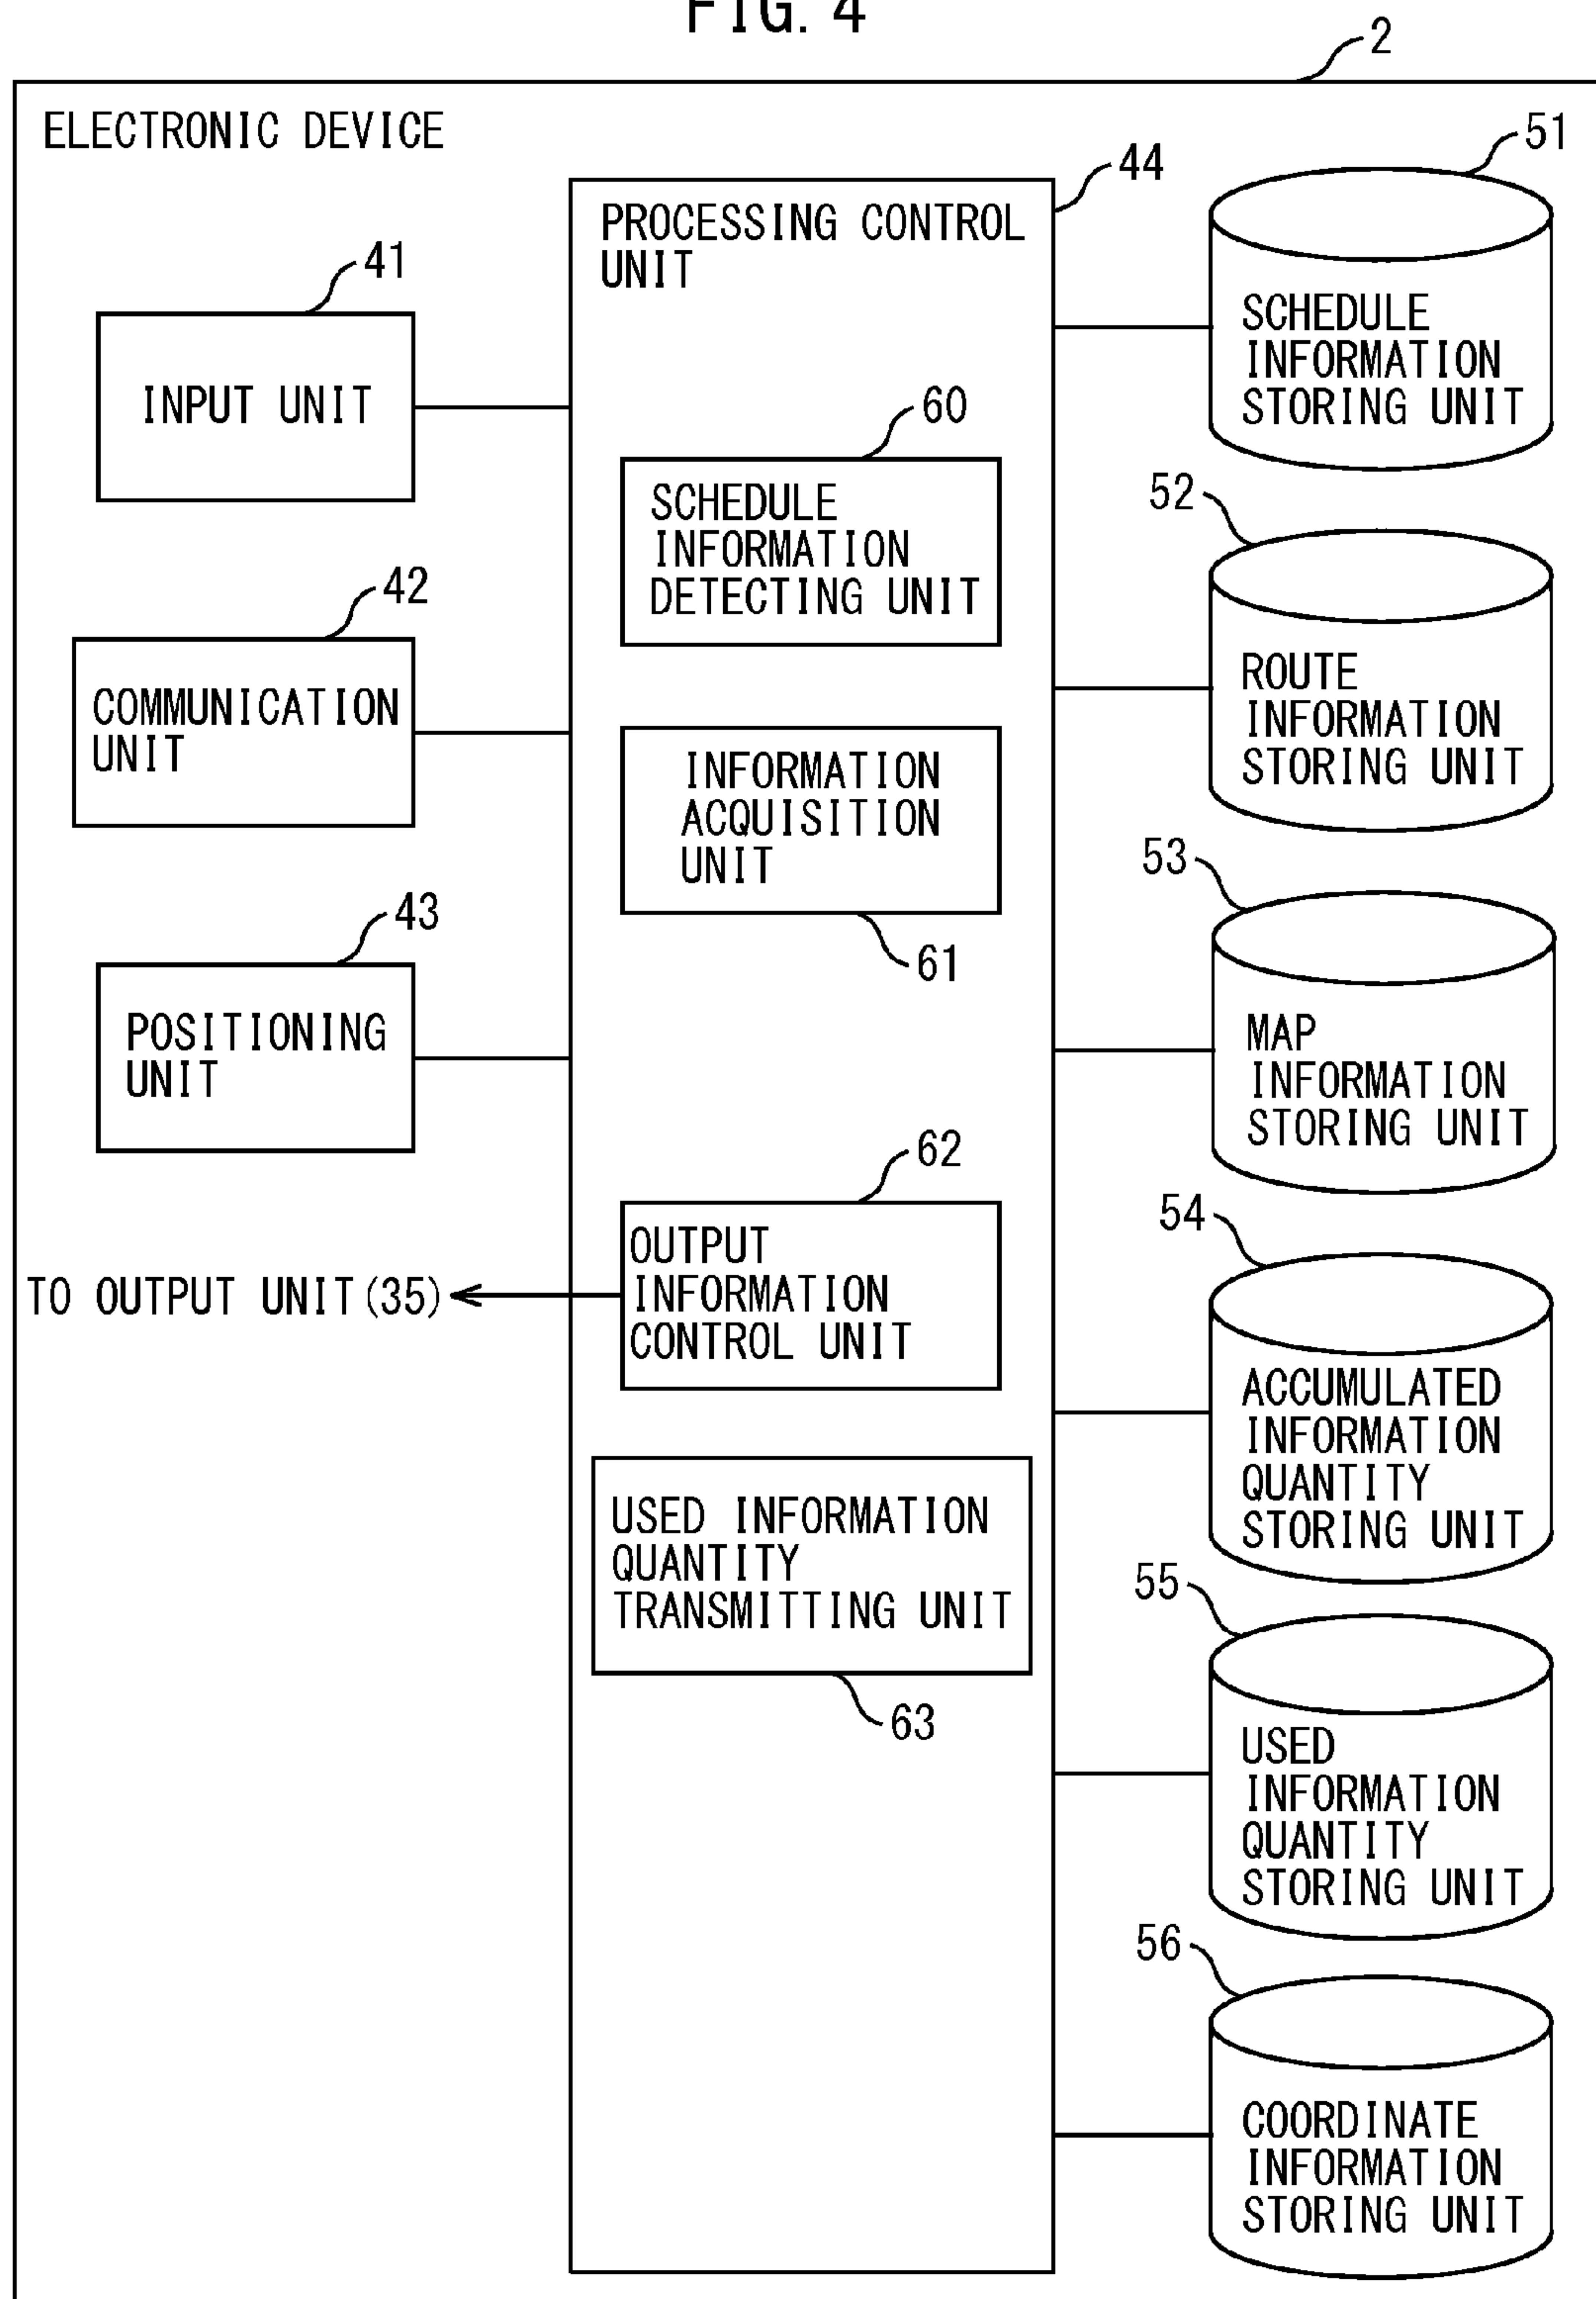 FIG. 4
2
ELECTRONIC DEVICE
44
PROCESSING CONTROL
UNIT
41
INPUT UNIT
42
COMMUNICATION
UNIT
43
POSITIONING
UNIT
60
SCHEDULE
INFORMATION
DETECTING UNIT
INFORMATION
ACQUISITION
UNIT
61
62
OUTPUT
INFORMATION
CONTROL UNIT
TO OUTPUT UNIT(35)
USED INFORMATION
QUANTITY
TRANSMITTING UNIT
63
51
SCHEDULE
INFORMATION
STORING UNIT
52
ROUTE
INFORMATION
STORING UNIT
53
MAP
INFORMATION
STORING UNIT
54
ACCUMULATED
INFORMATION
QUANTITY
STORING UNIT
55
USED
INFORMATION
QUANTITY
STORING UNIT
56
COORDINATE
INFORMATION
STORING UNIT